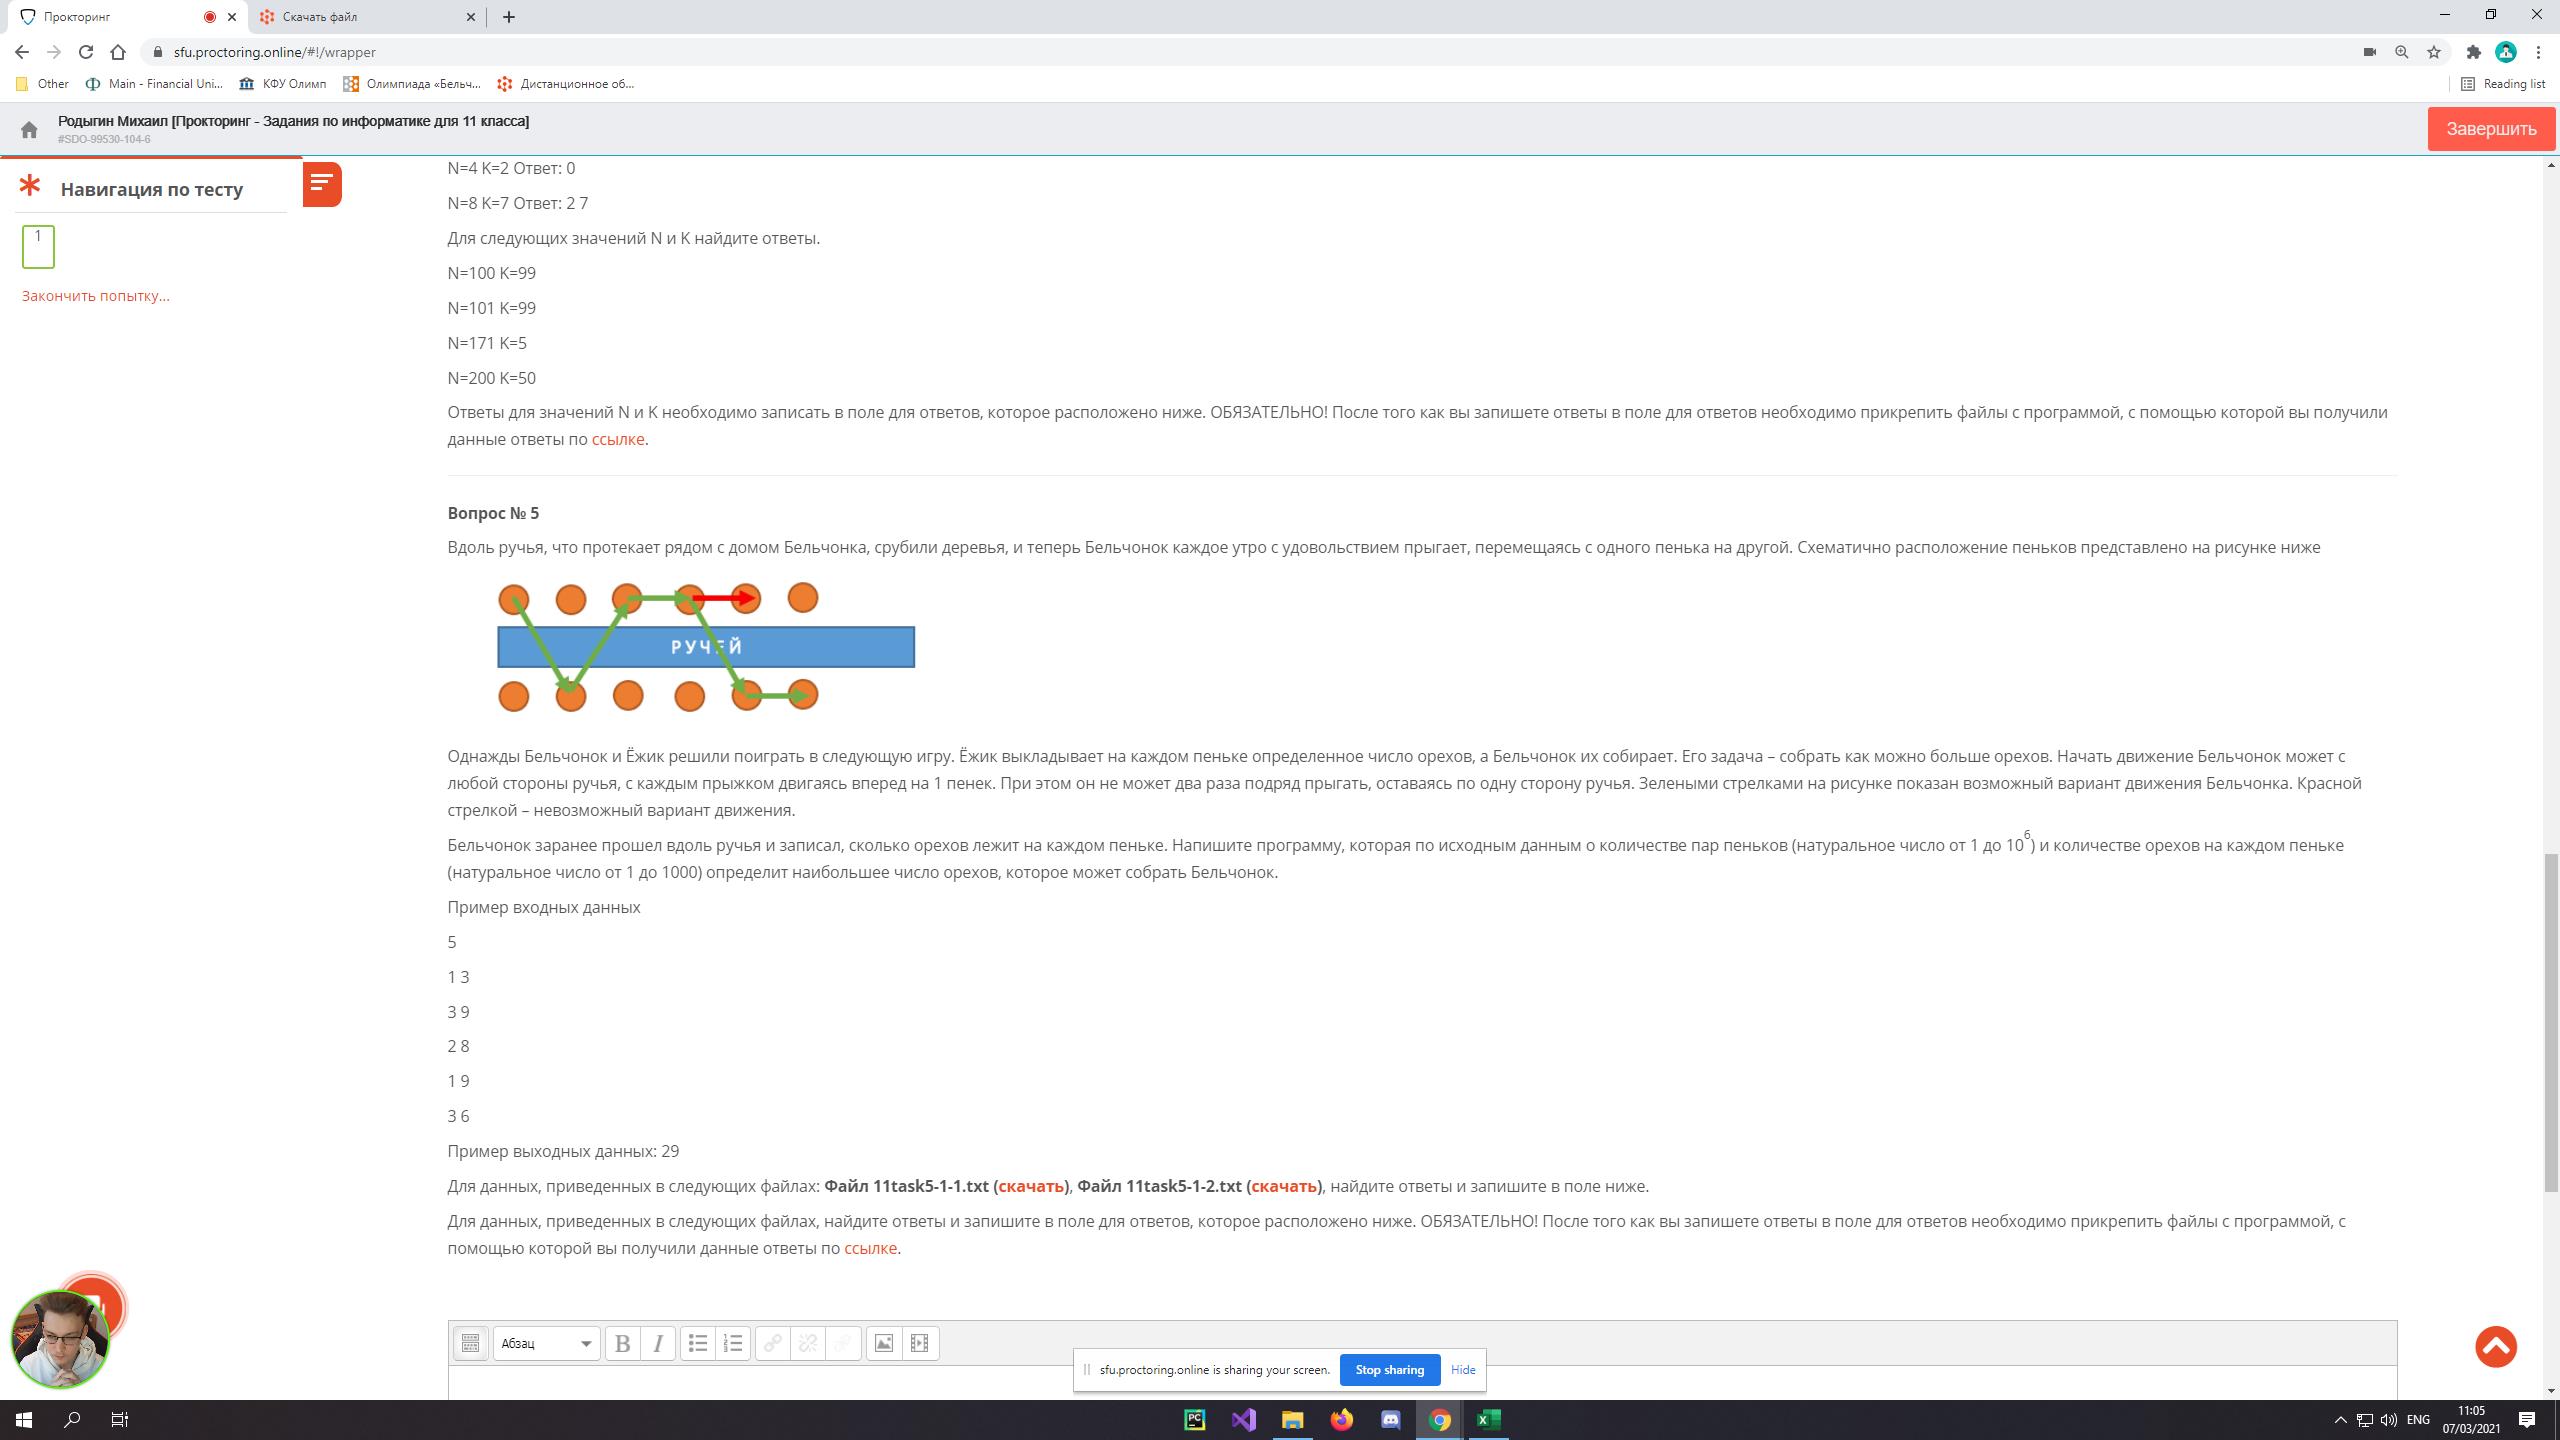 Прокторинг
Скачать файл
sfu.proctoring.online/#!/wrapper
Other
Main - Financial Uni...
КФУ Олимп
Олимпиада «Бельч...
Дистанционное об...
Reading list
Родыгин Михаил [Прокторинг - Задания по информатике для 11 класса]
#SDO-99530-104-6
Завершить
Навигация по тесту
1
Закончить попытку...
N=4 K=2 Ответ: 0
N=8 K=7 Ответ: 2 7
Для следующих значений N и K найдите ответы.
N=100 K=99
N=101 K=99
N=171 K=5
N=200 K=50
Ответы для значений N и K необходимо записать в поле для ответов, которое расположено ниже. ОБЯЗАТЕЛЬНО! После того как вы запишете ответы в поле для ответов необходимо прикрепить файлы с программой, с помощью которой вы получили
данные ответы по ссылке.
Вопрос № 5
Вдоль ручья, что протекает рядом с домом Бельчонка, срубили деревья, и теперь Бельчонок каждое утро с удовольствием прыгает, перемещаясь с одного пенька на другой. Схематично расположение пеньков представлено на рисунке ниже
РУЧЕЙ
Однажды Бельчонок и Ёжик решили поиграть в следующую игру. Ёжик выкладывает на каждом пеньке определенное число орехов, а Бельчонок их собирает. Его задача – собрать как можно больше орехов. Начать движение Бельчонок может с
любой стороны ручья, с каждым прыжком двигаясь вперед на 1 пенек. При этом он не может два раза подряд прыгать, оставаясь по одну сторону ручья. Зелеными стрелками на рисунке показан возможный вариант движения Бельчонка. Красной
стрелкой – невозможный вариант движения.
Бельчонок заранее прошел вдоль ручья и записал, сколько орехов лежит на каждом пеньке. Напишите программу, которая по исходным данным о количестве пар пеньков (натуральное число от 1 до 10⁶) и количестве орехов на каждом пеньке
(натуральное число от 1 до 1000) определит наибольшее число орехов, которое может собрать Бельчонок.
Пример входных данных
5
1 3
3 9
2 8
1 9
3 6
Пример выходных данных: 29
Для данных, приведенных в следующих файлах: Файл 11task5-1-1.txt (скачать), Файл 11task5-1-2.txt (скачать), найдите ответы и запишите в поле ниже.
Для данных, приведенных в следующих файлах, найдите ответы и запишите в поле для ответов, которое расположено ниже. ОБЯЗАТЕЛЬНО! После того как вы запишете ответы в поле для ответов необходимо прикрепить файлы с программой, с
помощью которой вы получили данные ответы по ссылке.
Абзац
B I
sfu.proctoring.online is sharing your screen.
Stop sharing
Hide
PC
ENG
11:05
07/03/2021